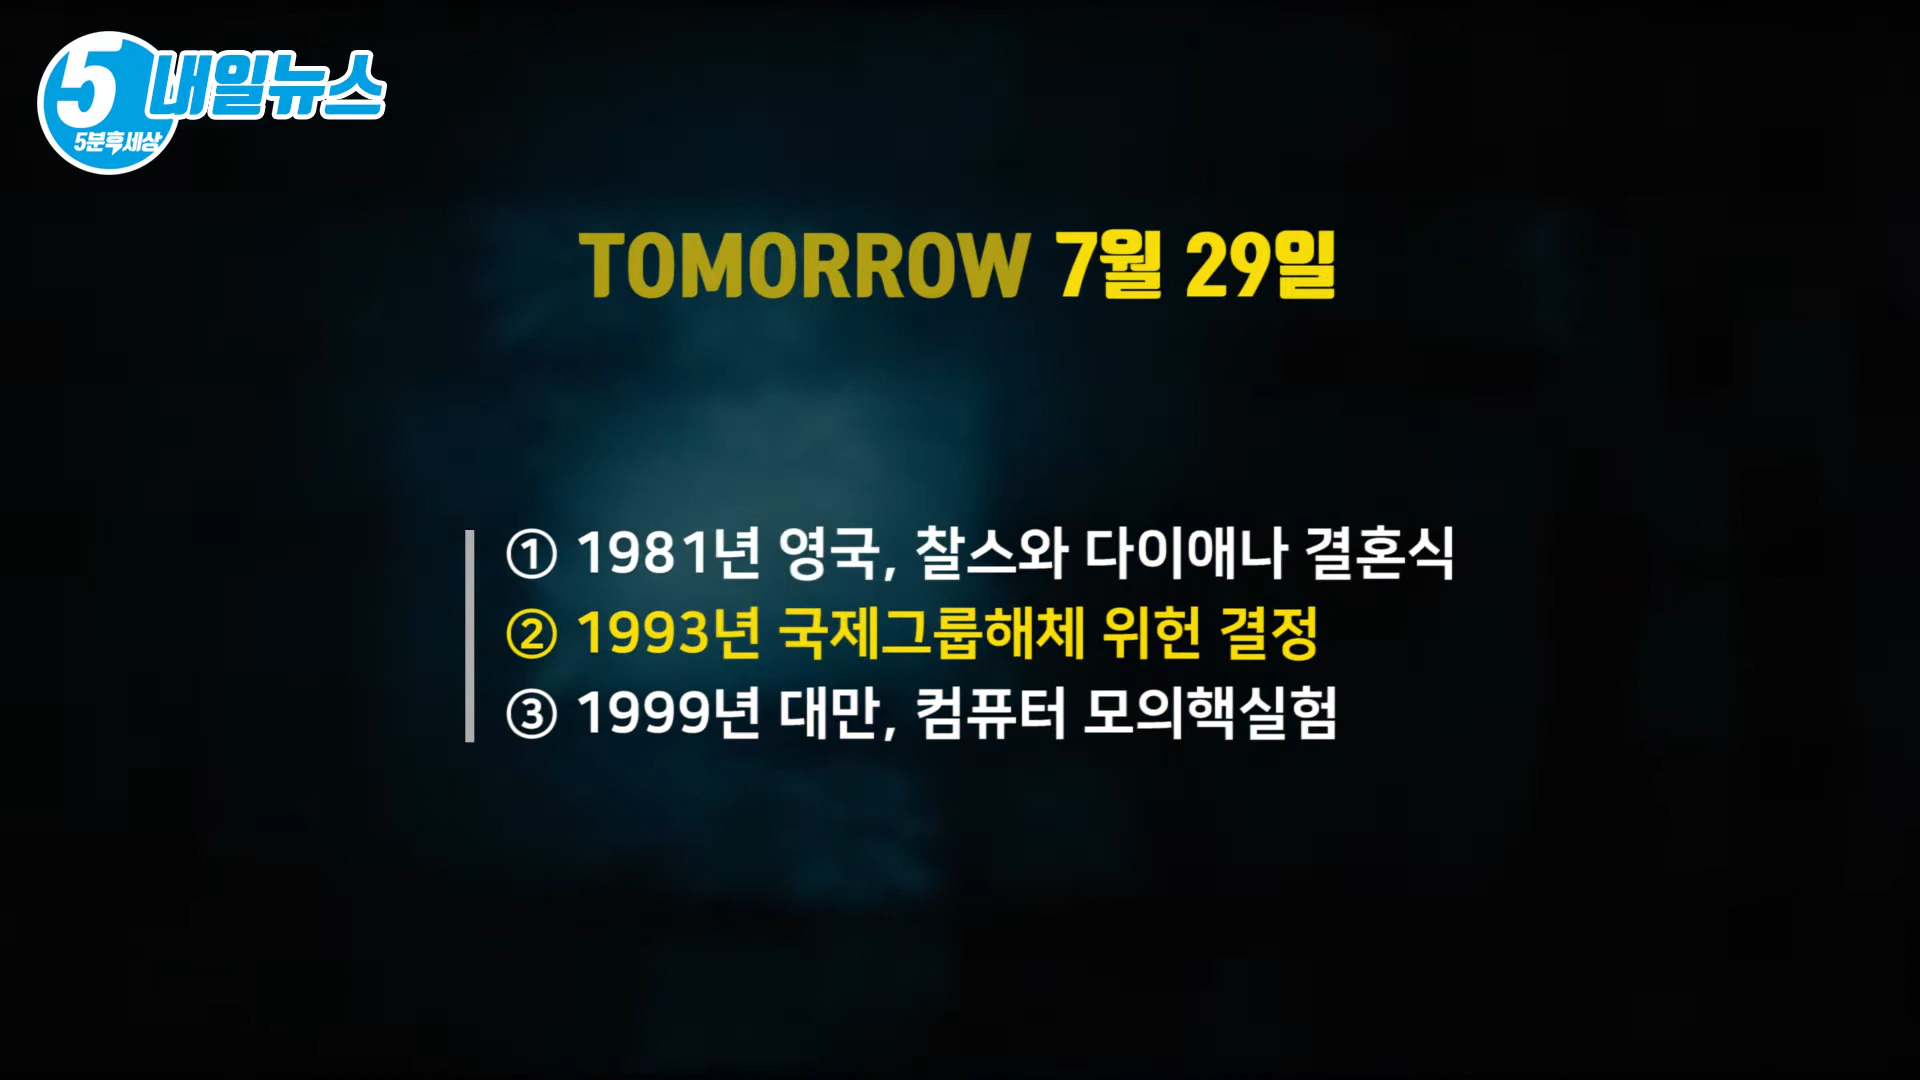 5 내일뉴스
5분후세상
TOMORROW 7월 29일
① 1981년 영국, 찰스와 다이애나 결혼식
② 1993년 국제그룹해체 위헌 결정
③ 1999년 대만, 컴퓨터 모의핵실험